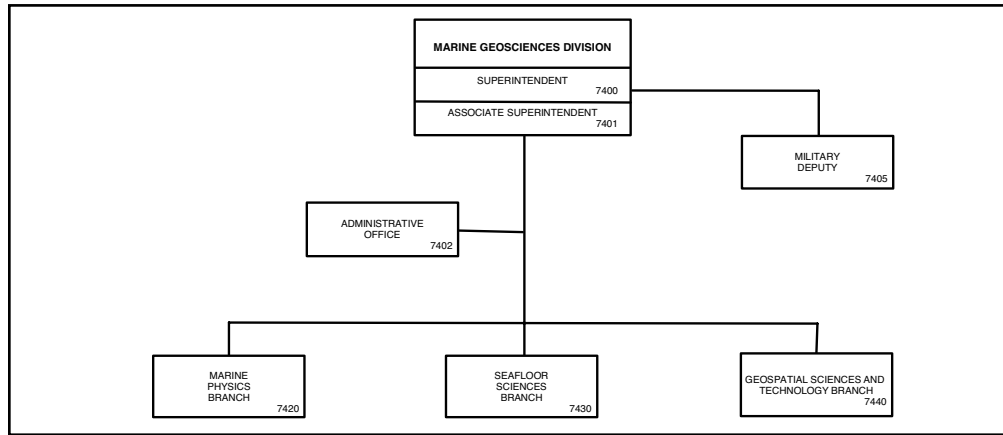 MARINE GEOSCIENCES DIVISION
SUPERINTENDENT
7400
ASSOCIATE SUPERINTENDENT
7401
MILITARY
DEPUTY
7405
ADMINISTRATIVE
OFFICE
7402
MARINE
PHYSICS
BRANCH
7420
SEAFLOOR
SCIENCES
BRANCH
7430
GEOSPATIAL SCIENCES AND
TECHNOLOGY BRANCH
7440